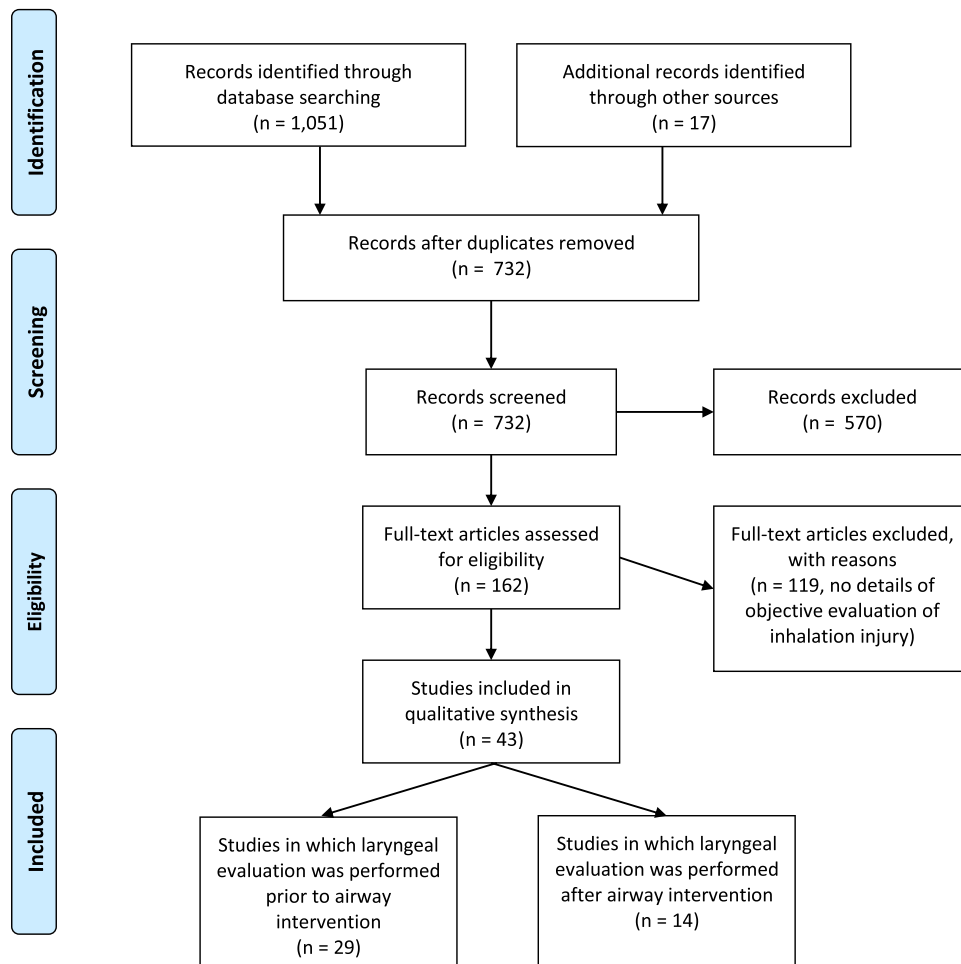 Identification
Records identified through
database searching
(n = 1,051)
Additional records identified
through other sources
(n = 17)
Records after duplicates removed
(n = 732)
Screening
Records screened
(n = 732)
Records excluded
(n = 570)
Eligibility
Full-text articles assessed
for eligibility
(n = 162)
Full-text articles excluded,
with reasons
(n = 119, no details of
objective evaluation of
inhalation injury)
Studies included in
qualitative synthesis
(n = 43)
Included
Studies in which laryngeal
evaluation was performed
prior to airway
intervention
(n = 29)
Studies in which laryngeal
evaluation was performed
after airway intervention
(n = 14)